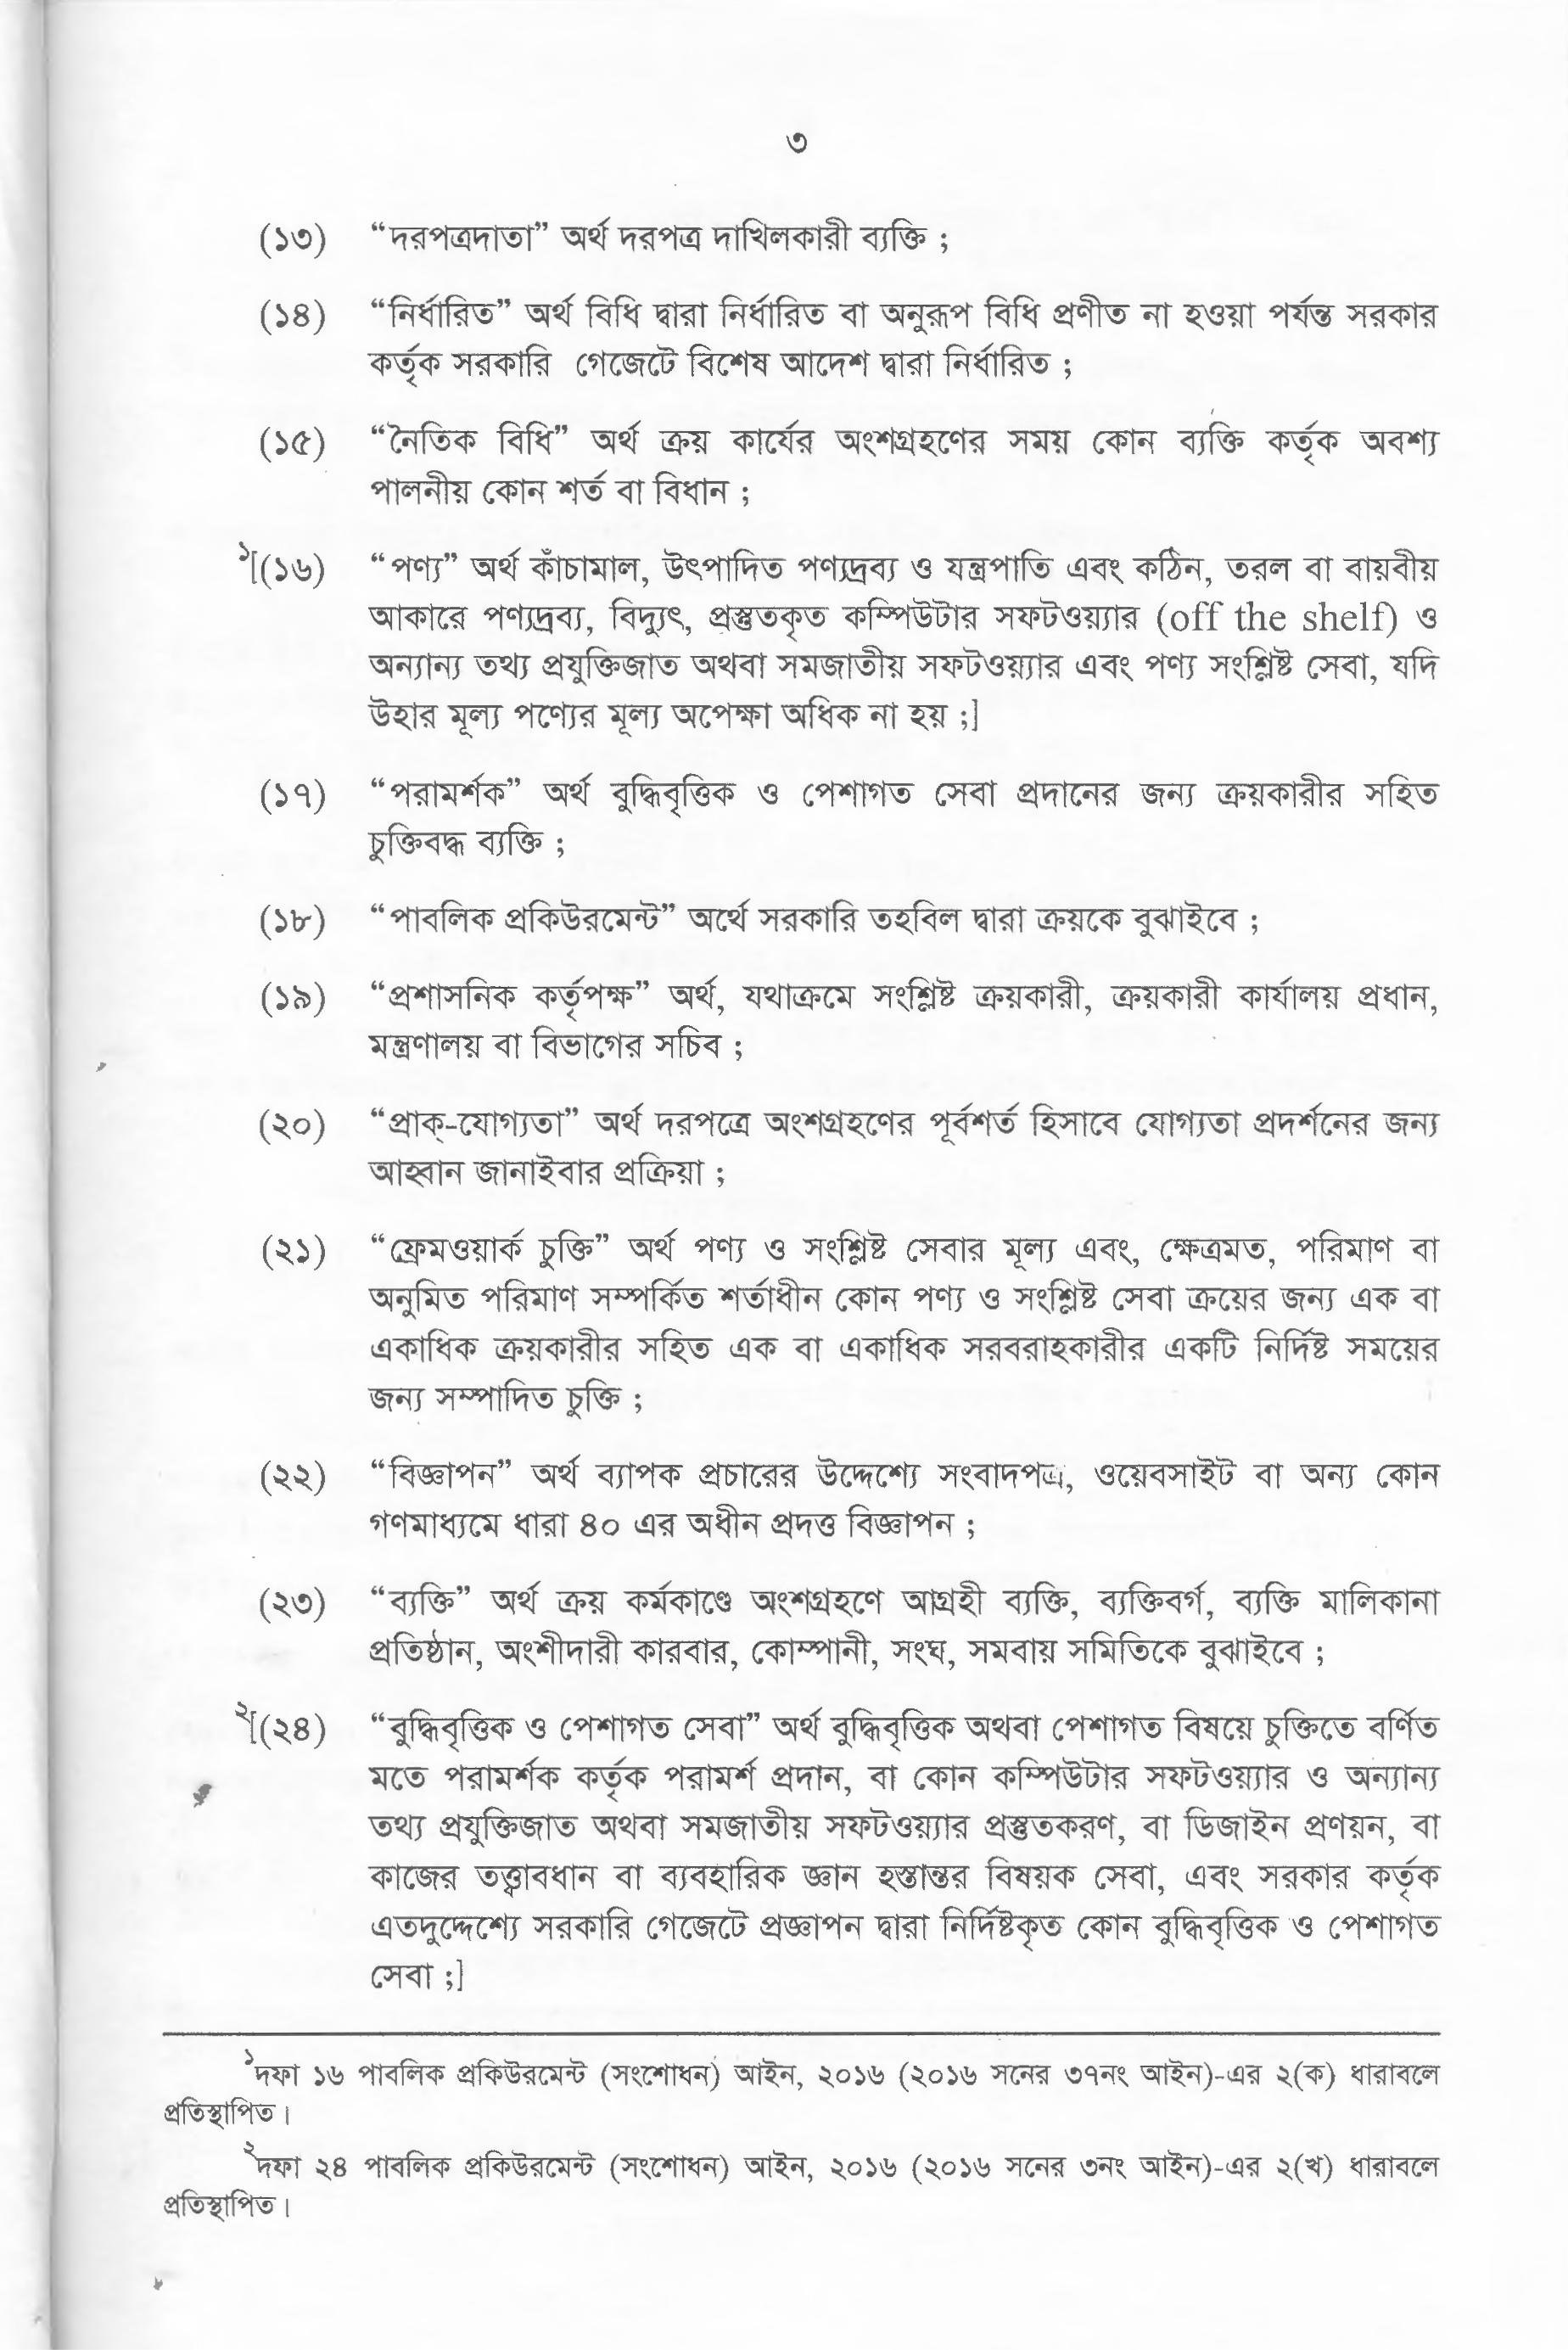 ৩
(১৩) “দরপত্রদাতা” অর্থ দরপত্র দাখিলকারী ব্যক্তি ;
(১৪) “নির্ধারিত” অর্থ বিধি দ্বারা নির্ধারিত বা অনুরূপ বিধি প্রণীত না হওয়া পর্যন্ত সরকার
কর্তৃক সরকারি গেজেটে বিশেষ আদেশ দ্বারা নির্ধারিত ;
(১৫) “নৈতিক বিধি” অর্থ ক্রয় কার্যের অংশগ্রহণের সময় কোন ব্যক্তি কর্তৃক অবশ্য
পালনীয় কোন শর্ত বা বিধান ;
১[(১৬) “পণ্য” অর্থ কাঁচামাল, উৎপাদিত পণ্যদ্রব্য ও যন্ত্রপাতি এবং কঠিন, তরল বা বায়বীয়
আকারে পণ্যদ্রব্য, বিদ্যুৎ, প্রস্তুতকৃত কম্পিউটার সফটওয়্যার (off the shelf) ও
অন্যান্য তথ্য প্রযুক্তিজাত অথবা সমজাতীয় সফটওয়্যার এবং পণ্য সংশ্লিষ্ট সেবা, যদি
উহার মূল্য পণ্যের মূল্য অপেক্ষা অধিক না হয় ;]
(১৭) “পরামর্শক” অর্থ বুদ্ধিবৃত্তিক ও পেশাগত সেবা প্রদানের জন্য ক্রয়কারীর সহিত
চুক্তিবদ্ধ ব্যক্তি ;
(১৮) “পাবলিক প্রকিউরমেন্ট” অর্থে সরকারি তহবিল দ্বারা ক্রয়কে বুঝাইবে ;
(১৯) “প্রশাসনিক কর্তৃপক্ষ” অর্থ, যথাক্রমে সংশ্লিষ্ট ক্রয়কারী, ক্রয়কারী কার্যালয় প্রধান,
মন্ত্রণালয় বা বিভাগের সচিব ;
(২০) “প্রাক্-যোগ্যতা” অর্থ দরপত্রে অংশগ্রহণের পূর্বশর্ত হিসাবে যোগ্যতা প্রদর্শনের জন্য
আহ্বান জানাইবার প্রক্রিয়া ;
(২১) “ফ্রেমওয়ার্ক চুক্তি” অর্থ পণ্য ও সংশ্লিষ্ট সেবার মূল্য এবং, ক্ষেত্রমত, পরিমাণ বা
অনুমিত পরিমাণ সম্পর্কিত শর্তাধীন কোন পণ্য ও সংশ্লিষ্ট সেবা ক্রয়ের জন্য এক বা
একাধিক ক্রয়কারীর সহিত এক বা একাধিক সরবরাহকারীর একটি নির্দিষ্ট সময়ের
জন্য সম্পাদিত চুক্তি ;
(২২) “বিজ্ঞাপন” অর্থ ব্যাপক প্রচারের উদ্দেশ্যে সংবাদপত্র, ওয়েবসাইট বা অন্য কোন
গণমাধ্যমে ধারা ৪০ এর অধীন প্রদত্ত বিজ্ঞাপন ;
(২৩) “ব্যক্তি” অর্থ ক্রয় কর্মকাণ্ডে অংশগ্রহণে আগ্রহী ব্যক্তি, ব্যক্তিবর্গ, ব্যক্তি মালিকানা
প্রতিষ্ঠান, অংশীদারী কারবার, কোম্পানী, সংঘ, সমবায় সমিতিকে বুঝাইবে ;
২[(২৪) “বুদ্ধিবৃত্তিক ও পেশাগত সেবা” অর্থ বুদ্ধিবৃত্তিক অথবা পেশাগত বিষয়ে চুক্তিতে বর্ণিত
মতে পরামর্শক কর্তৃক পরামর্শ প্রদান, বা কোন কম্পিউটার সফটওয়্যার ও অন্যান্য
তথ্য প্রযুক্তিজাত অথবা সমজাতীয় সফটওয়্যার প্রস্তুতকরণ, বা ডিজাইন প্রণয়ন, বা
কাজের তত্ত্বাবধান বা ব্যবহারিক জ্ঞান হস্তান্তর বিষয়ক সেবা, এবং সরকার কর্তৃক
এতদুদ্দেশ্যে সরকারি গেজেটে প্রজ্ঞাপন দ্বারা নির্দিষ্টকৃত কোন বুদ্ধিবৃত্তিক ও পেশাগত
সেবা ;]
১দফা ১৬ পাবলিক প্রকিউরমেন্ট (সংশোধন) আইন, ২০১৬ (২০১৬ সনের ৩৭নং আইন)-এর ২(ক) ধারাবলে
প্রতিস্থাপিত।
২দফা ২৪ পাবলিক প্রকিউরমেন্ট (সংশোধন) আইন, ২০১৬ (২০১৬ সনের ৩নং আইন)-এর ২(খ) ধারাবলে
প্রতিস্থাপিত।